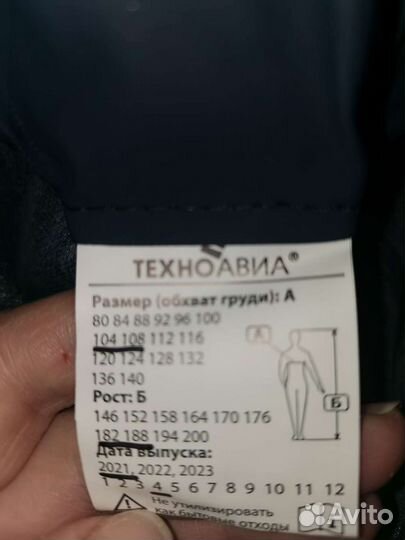 ТЕХНОАВИА®
Размер (обхват груди): А
80 84 88 92 96 100
104 108 112 116
120 124 128 132
136 140
Рост: Б
146 152 158 164 170 176
182 188 194 200
Дата выпуска:
2021, 2022, 2023
1 2 3 4 5 6 7 8 9 10 11 12
Не утилизировать
как бытовые отходы
А
Б
Avito